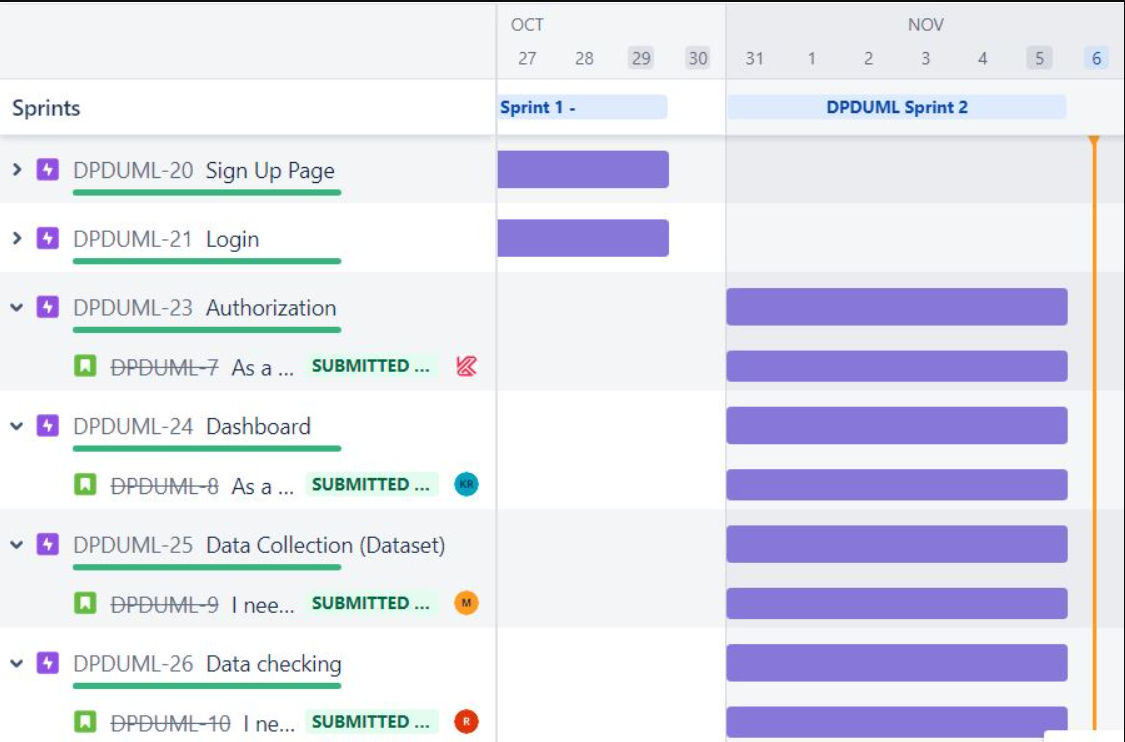 OCT NOV
27 28 29 30 31 1 2 3 4 5 6
Sprints Sprint 1 - DPDUML Sprint 2
DPDUML-20 Sign Up Page
DPDUML-21 Login
DPDUML-23 Authorization
DPDUML-7 As a ... SUBMITTED ...
DPDUML-24 Dashboard
DPDUML-8 As a ... SUBMITTED ... KR
DPDUML-25 Data Collection (Dataset)
DPDUML-9 I nee... SUBMITTED ... M
DPDUML-26 Data checking
DPDUML-10 I ne... SUBMITTED ... R